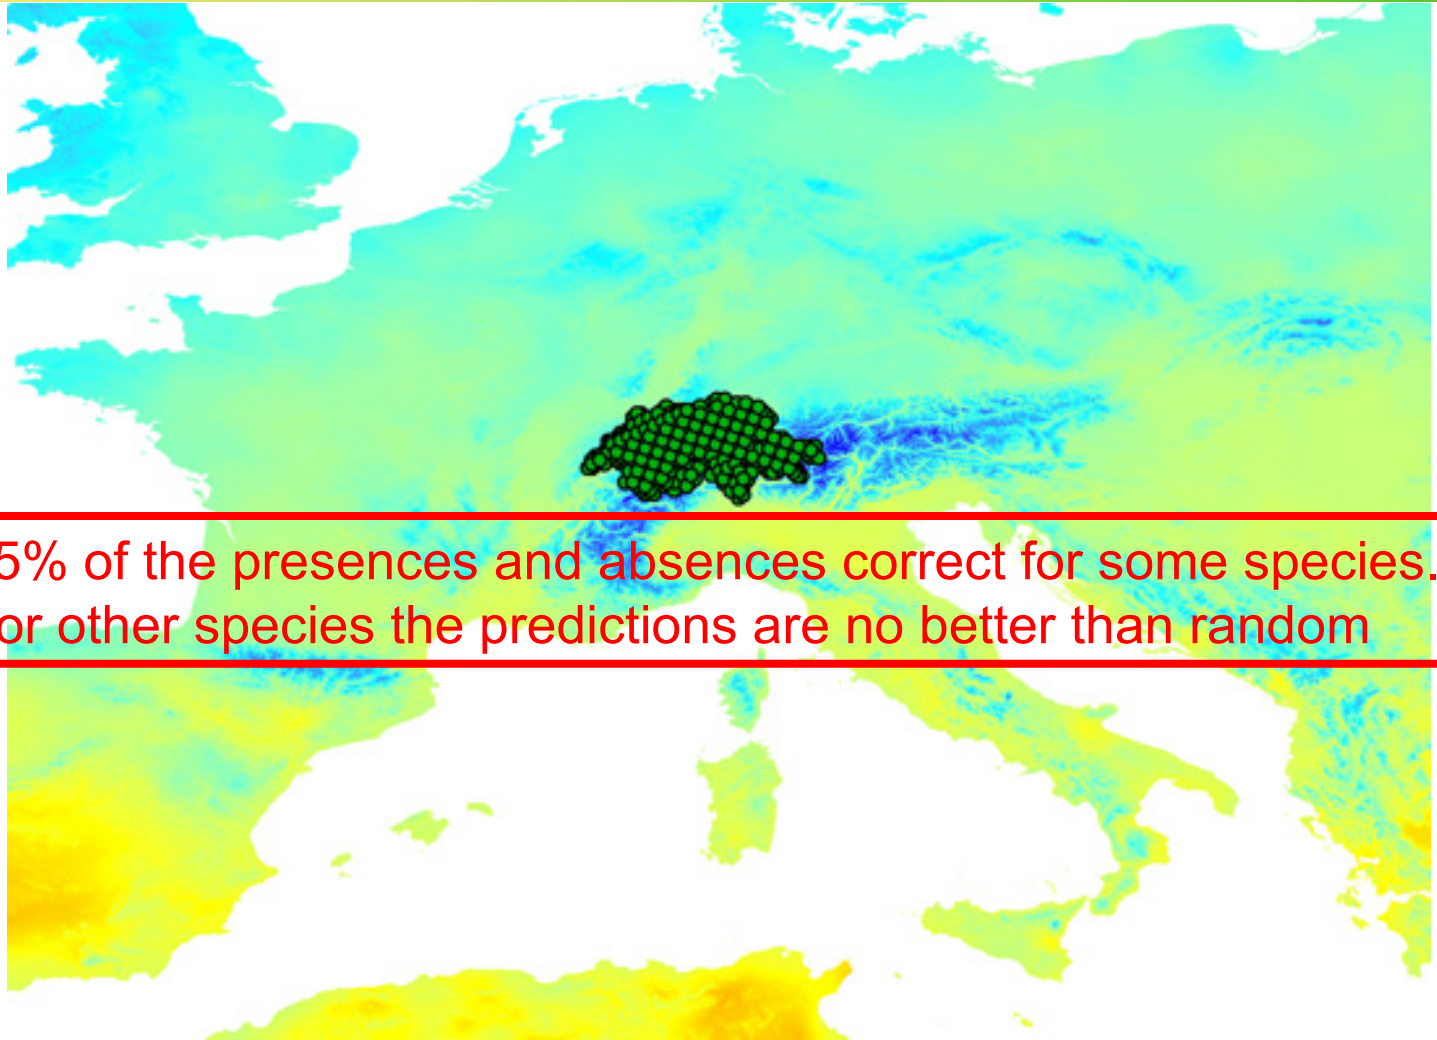 5% of the presences and absences correct for some species.
or other species the predictions are no better than random